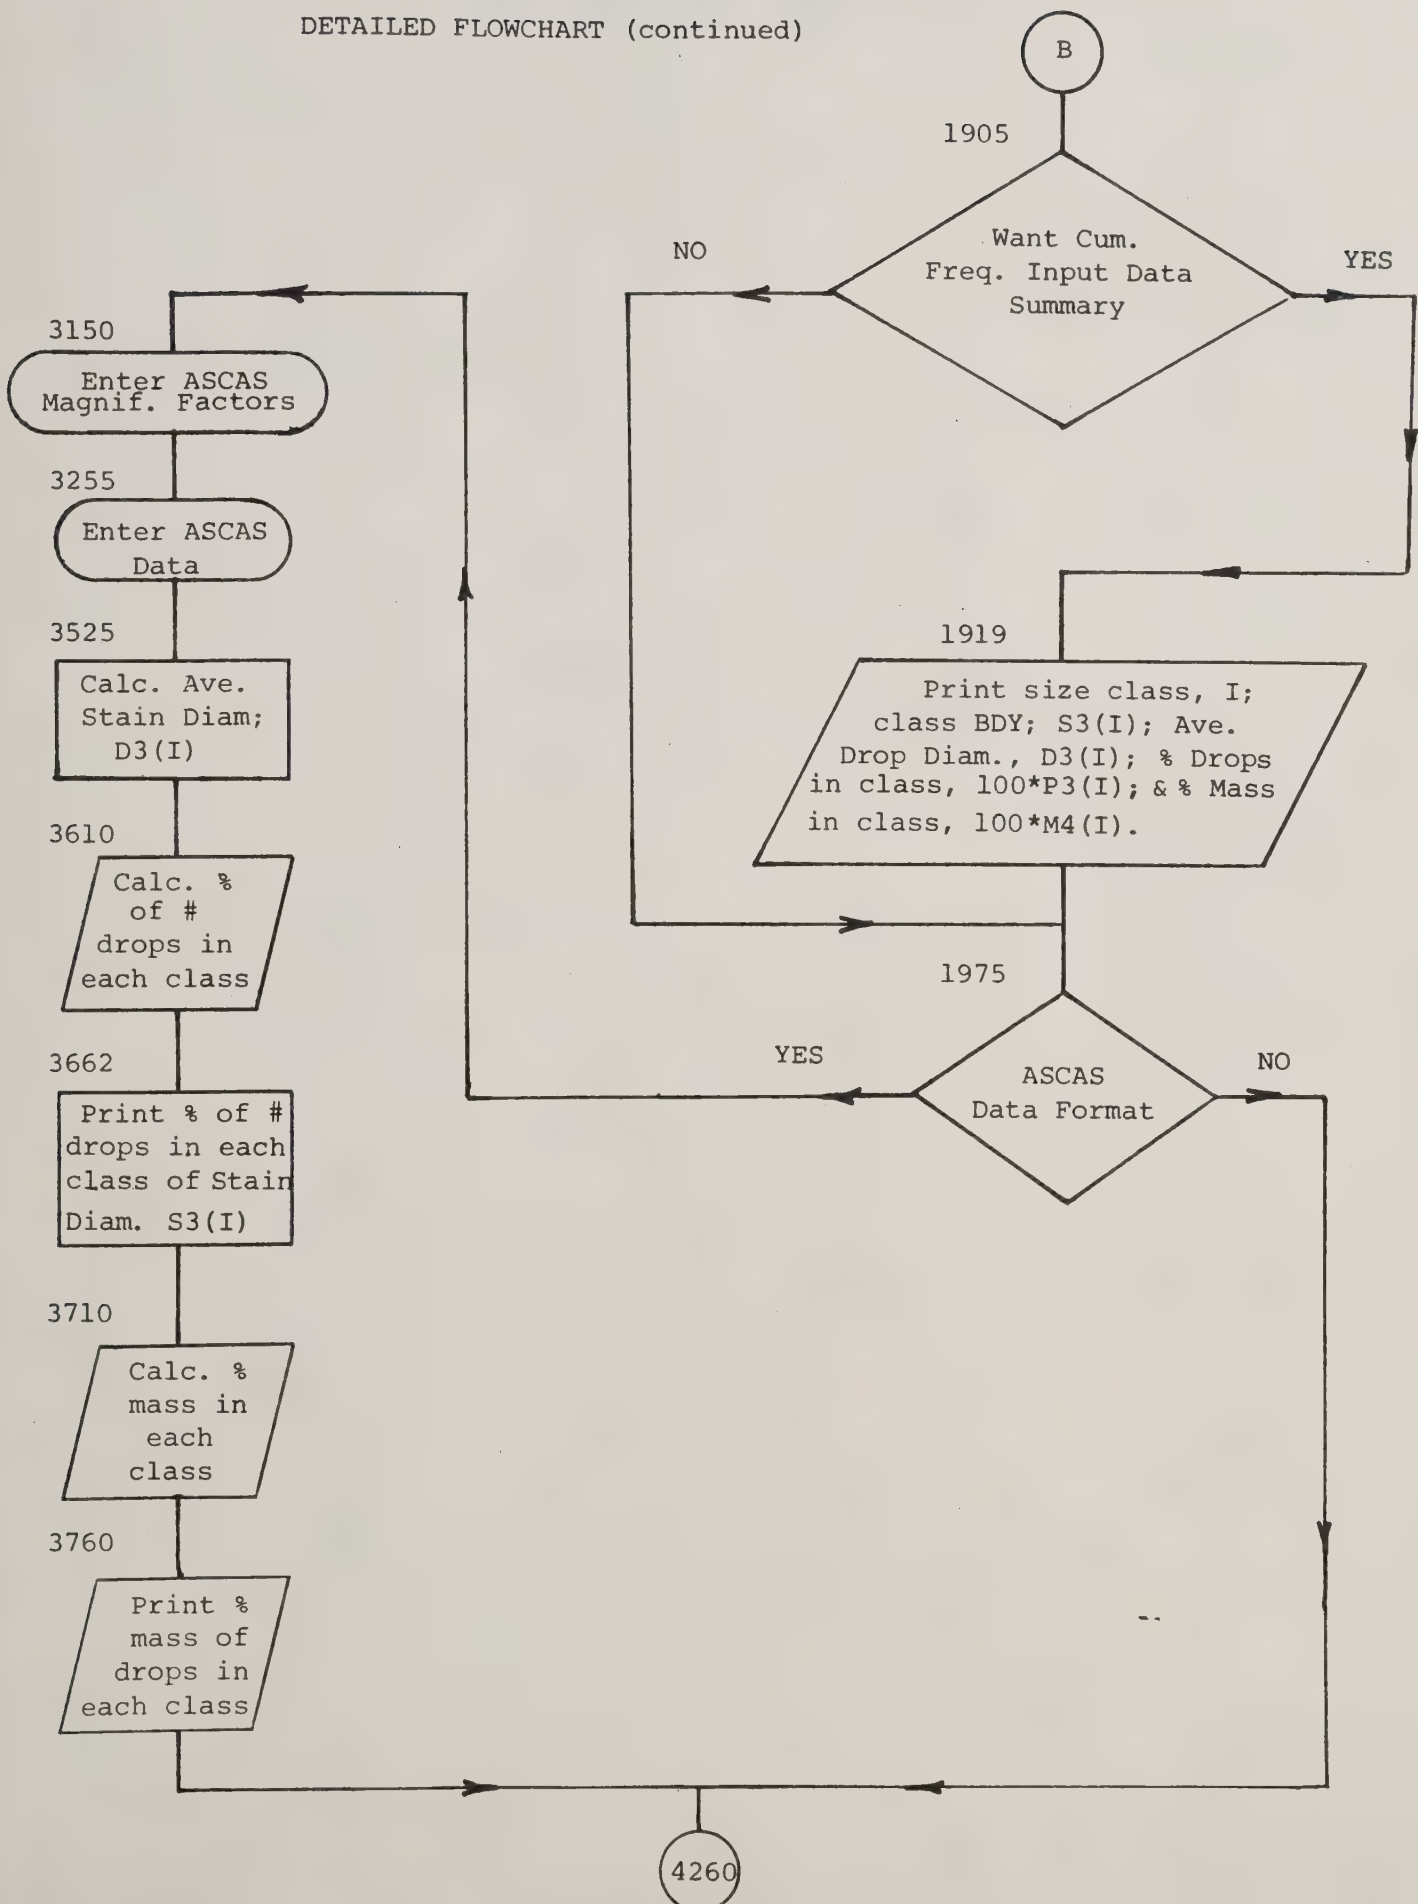 DETAILED FLOWCHART (continued)
B
1905
Want Cum.
Freq. Input Data
Summary
NO
YES
1919
Print size class, I;
class BDY; S3(I); Ave.
Drop Diam., D3(I); % Drops
in class, 100*P3(I); & % Mass
in class, 100*M4(I).
1975
ASCAS
Data Format
YES
NO
3150
Enter ASCAS
Magnif. Factors
3255
Enter ASCAS
Data
3525
Calc. Ave.
Stain Diam;
D3(I)
3610
Calc. %
of #
drops in
each class
3662
Print % of #
drops in each
class of Stain
Diam. S3(I)
3710
Calc. %
mass in
each
class
3760
Print %
mass of
drops in
each class
4260